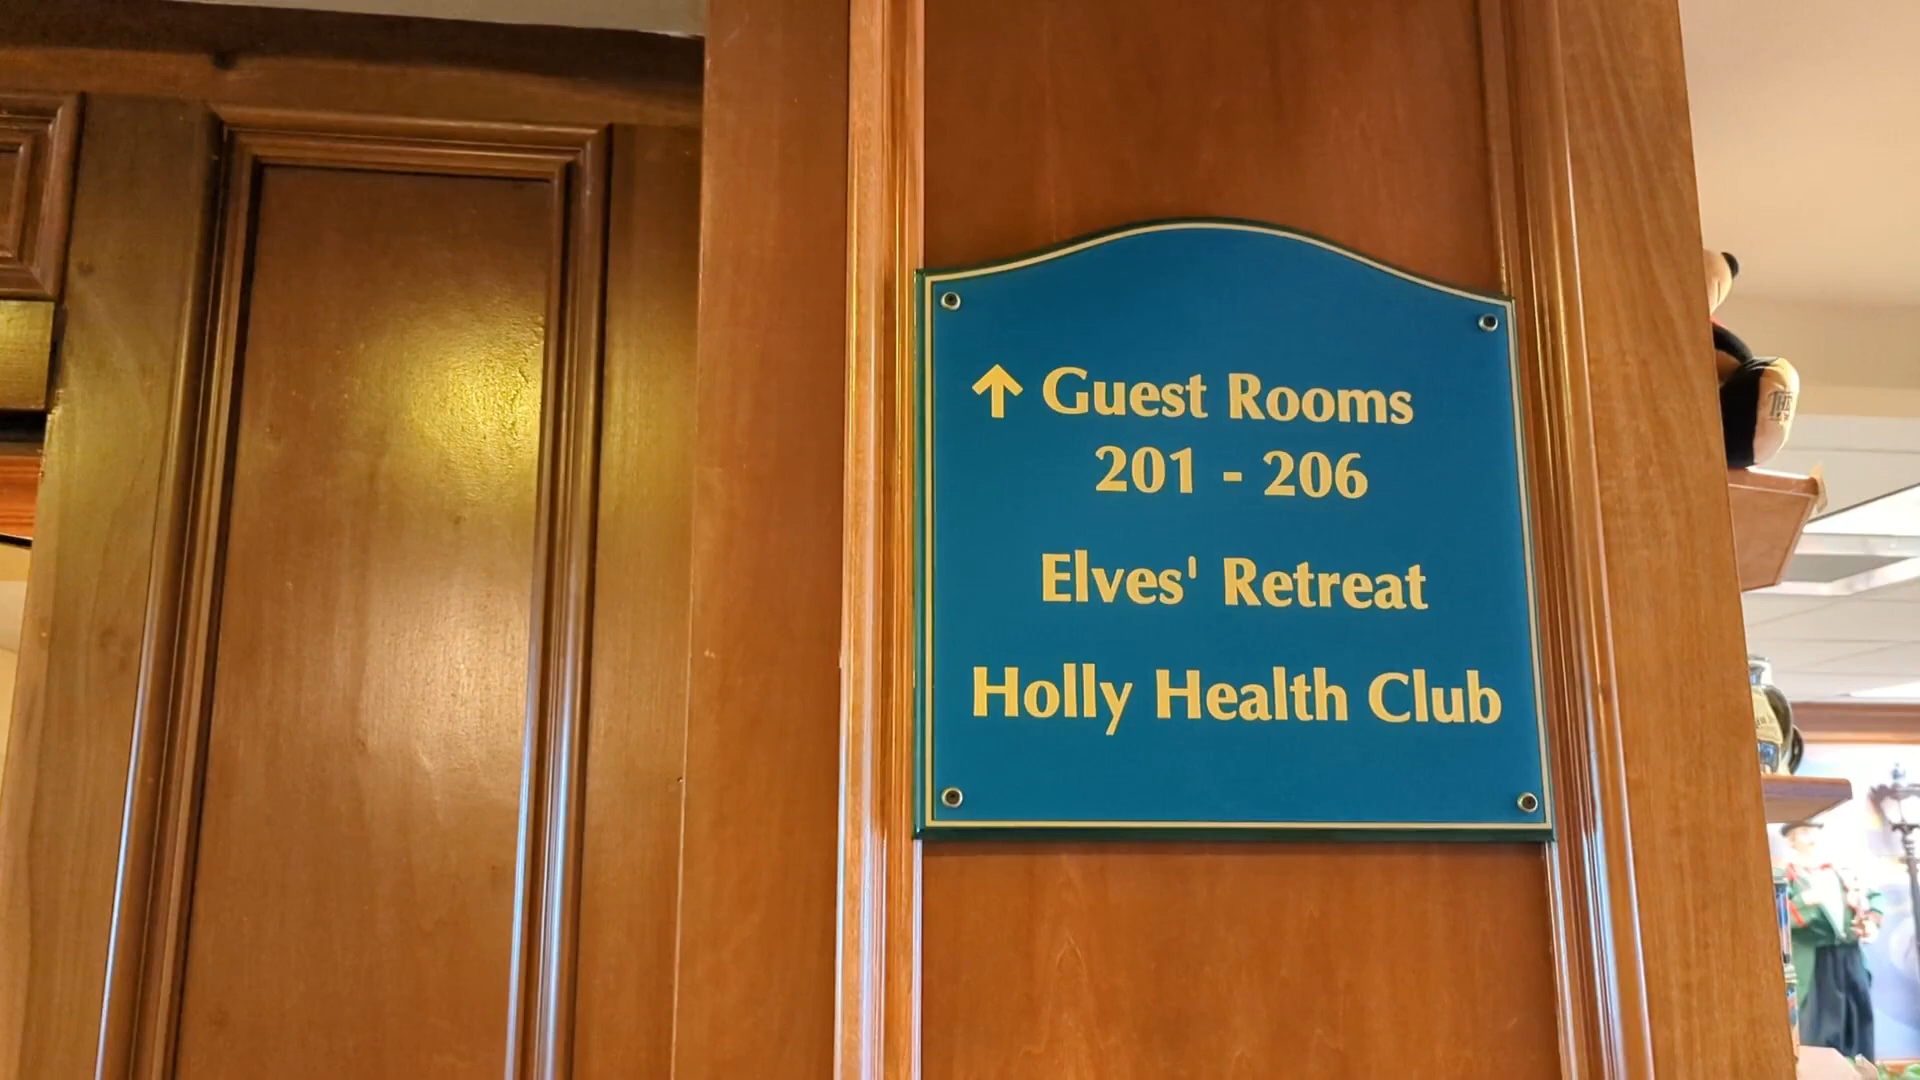 ↑ Guest Rooms
201 - 206
Elves' Retreat
Holly Health Club